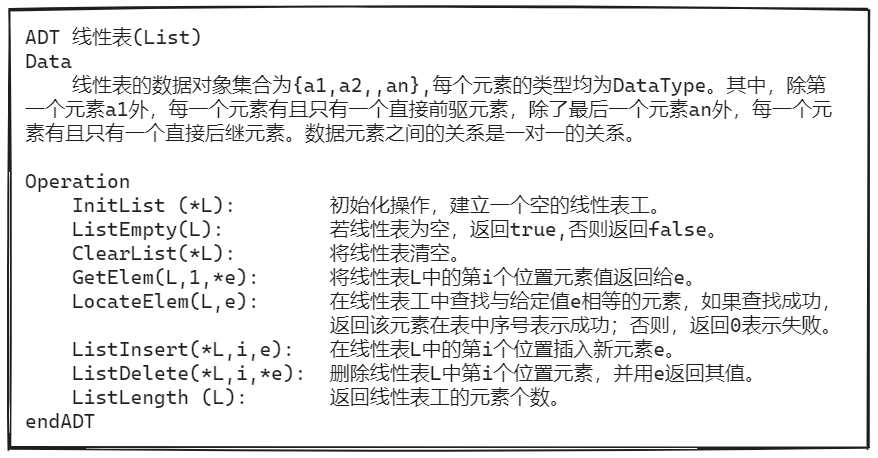 ADT 线性表(List)
Data
线性表的数据对象集合为{a1,a2,,an},每个元素的类型均为DataType。其中，除第
一个元素a1外，每一个元素有且只有一个直接前驱元素，除了最后一个元素an外，每一个元
素有且只有一个直接后继元素。数据元素之间的关系是一对一的关系。
Operation
InitList (*L): 初始化操作，建立一个空的线性表工。
ListEmpty(L): 若线性表为空，返回true,否则返回false。
ClearList(*L): 将线性表清空。
GetElem(L,1,*e): 将线性表L中的第i个位置元素值返回给e。
LocateElem(L,e): 在线性表工中查找与给定值e相等的元素，如果查找成功，
返回该元素在表中序号表示成功；否则，返回0表示失败。
ListInsert(*L,i,e): 在线性表L中的第i个位置插入新元素e。
ListDelete(*L,i,*e): 删除线性表L中第i个位置元素，并用e返回其值。
ListLength (L): 返回线性表工的元素个数。
endADT